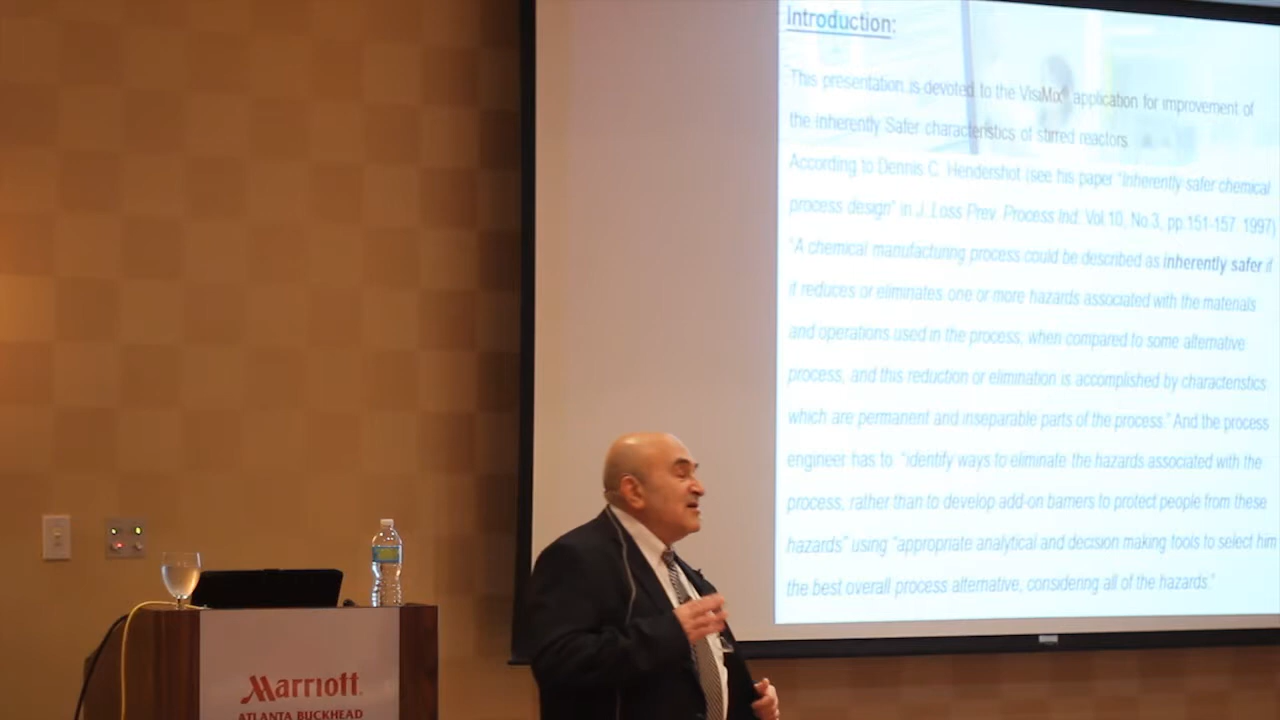 Introduction:
"This presentation is devoted to the VisiMix® application for improvement of
the Inherently Safer characteristics of stirred reactors.
According to Dennis C. Hendershot (see his paper "Inherently safer chemical
process design" in J. Loss Prev. Process Ind. Vol.10, No.3, pp.151-157. 1997)
"A chemical manufacturing process could be described as inherently safer if
it reduces or eliminates one or more hazards associated with the materials
and operations used in the process, when compared to some alternative
process, and this reduction or elimination is accomplished by characteristics
which are permanent and inseparable parts of the process." And the process
engineer has to "identify ways to eliminate the hazards associated with the
process, rather than to develop add-on barriers to protect people from these
hazards" using "appropriate analytical and decision making tools to select him
the best overall process alternative, considering all of the hazards."
Marriott.
ATLANTA BUCKHEAD